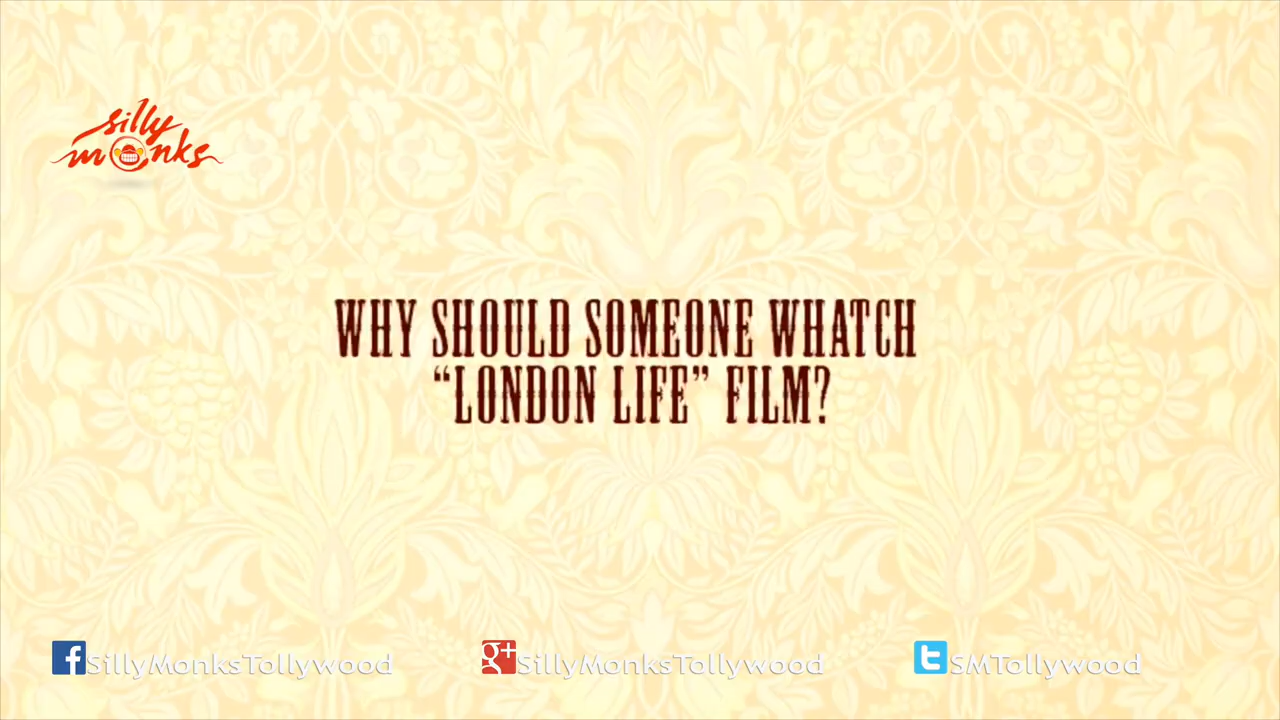 silly
monks
WHY SHOULD SOMEONE WHATCH
“LONDON LIFE” FILM?
f SillyMonksTollywood
g+ SillyMonksTollywood
t SMTollywood